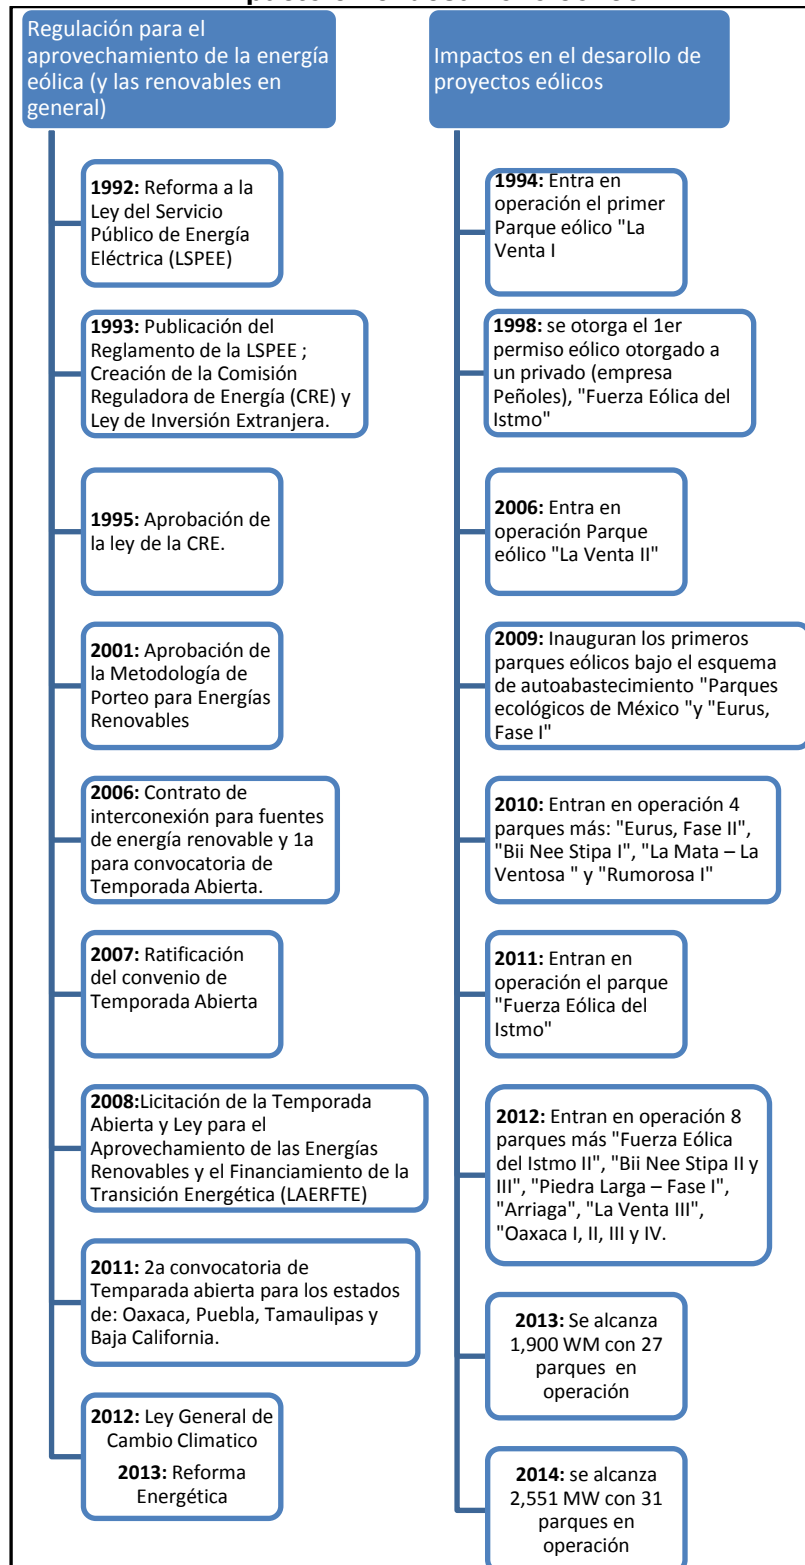 Regulación para el
aprovechamiento de la energía
eólica (y las renovables en
general)
1992: Reforma a la
Ley del Servicio
Público de Energía
Eléctrica (LSPEE)
1993: Publicación del
Reglamento de la LSPEE ;
Creación de la Comisión
Reguladora de Energía (CRE) y
Ley de Inversión Extranjera.
1995: Aprobación de
la ley de la CRE.
2001: Aprobación de
la Metodología de
Porteo para Energías
Renovables
2006: Contrato de
interconexión para fuentes
de energía renovable y 1a
para convocatoria de
Temporada Abierta.
2007: Ratificación
del convenio de
Temporada Abierta
2008:Licitación de la Temporada
Abierta y Ley para el
Aprovechamiento de las Energías
Renovables y el Financiamiento de la
Transición Energética (LAERFTE)
2011: 2a convocatoria de
Temparada abierta para los estados
de: Oaxaca, Puebla, Tamaulipas y
Baja California.
2012: Ley General de
Cambio Climatico
2013: Reforma
Energética
Impactos en el desarollo de
proyectos eólicos
1994: Entra en
operación el primer
Parque eólico "La
Venta I
1998: se otorga el 1er
permiso eólico otorgado a
un privado (empresa
Peñoles), "Fuerza Eólica del
Istmo"
2006: Entra en
operación Parque
eólico "La Venta II"
2009: Inauguran los primeros
parques eólicos bajo el esquema
de autoabastecimiento "Parques
ecológicos de México "y "Eurus,
Fase I"
2010: Entran en operación 4
parques más: "Eurus, Fase II",
"Bii Nee Stipa I", "La Mata – La
Ventosa " y "Rumorosa I"
2011: Entran en
operación el parque
"Fuerza Eólica del
Istmo"
2012: Entran en operación 8
parques más "Fuerza Eólica
del Istmo II", "Bii Nee Stipa II y
III", "Piedra Larga – Fase I",
"Arriaga", "La Venta III",
"Oaxaca I, II, III y IV.
2013: Se alcanza
1,900 WM con 27
parques en
operación
2014: se alcanza
2,551 MW con 31
parques en
operación